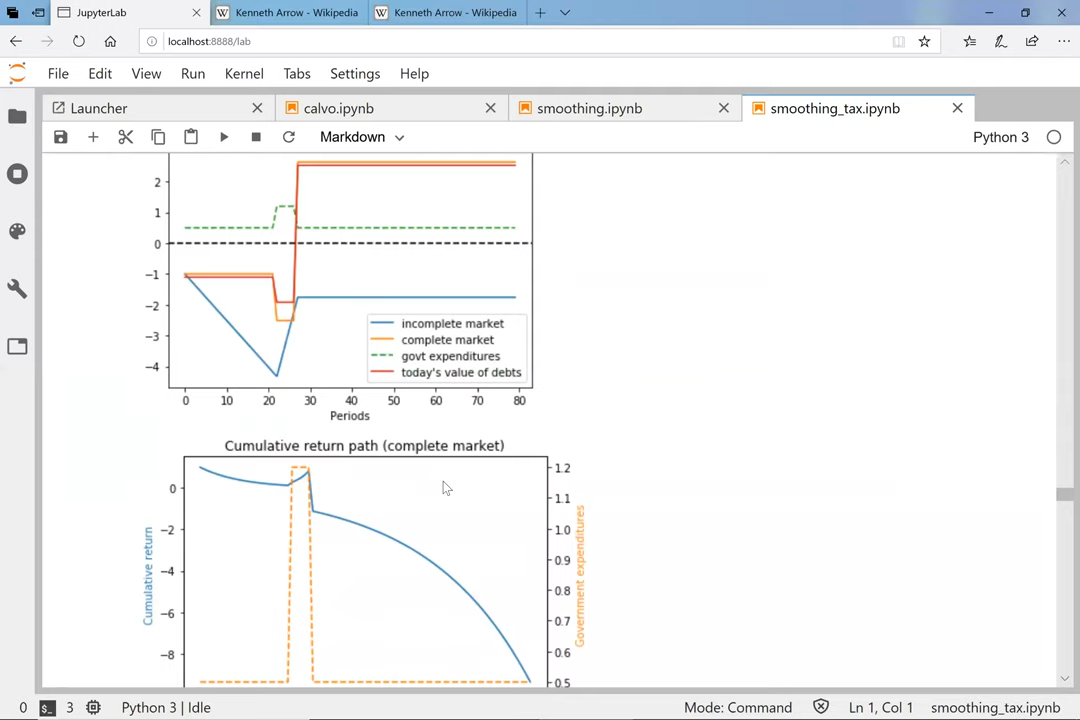 JupyterLab
Kenneth Arrow - Wikipedia
Kenneth Arrow - Wikipedia
localhost:8888/lab
File Edit View Run Kernel Tabs Settings Help
Launcher
calvo.ipynb
smoothing.ipynb
smoothing_tax.ipynb
Markdown
Python 3
2
1
0
−1
−2
−3
−4
incomplete market
complete market
govt expenditures
today's value of debts
0 10 20 30 40 50 60 70 80
Periods
Cumulative return path (complete market)
0
−2
−4
−6
−8
Cumulative return
1.2
1.1
1.0
0.9
0.8
0.7
0.6
0.5
Government expenditures
0
$_
3
Python 3 | Idle
Mode: Command
Ln 1, Col 1
smoothing_tax.ipynb